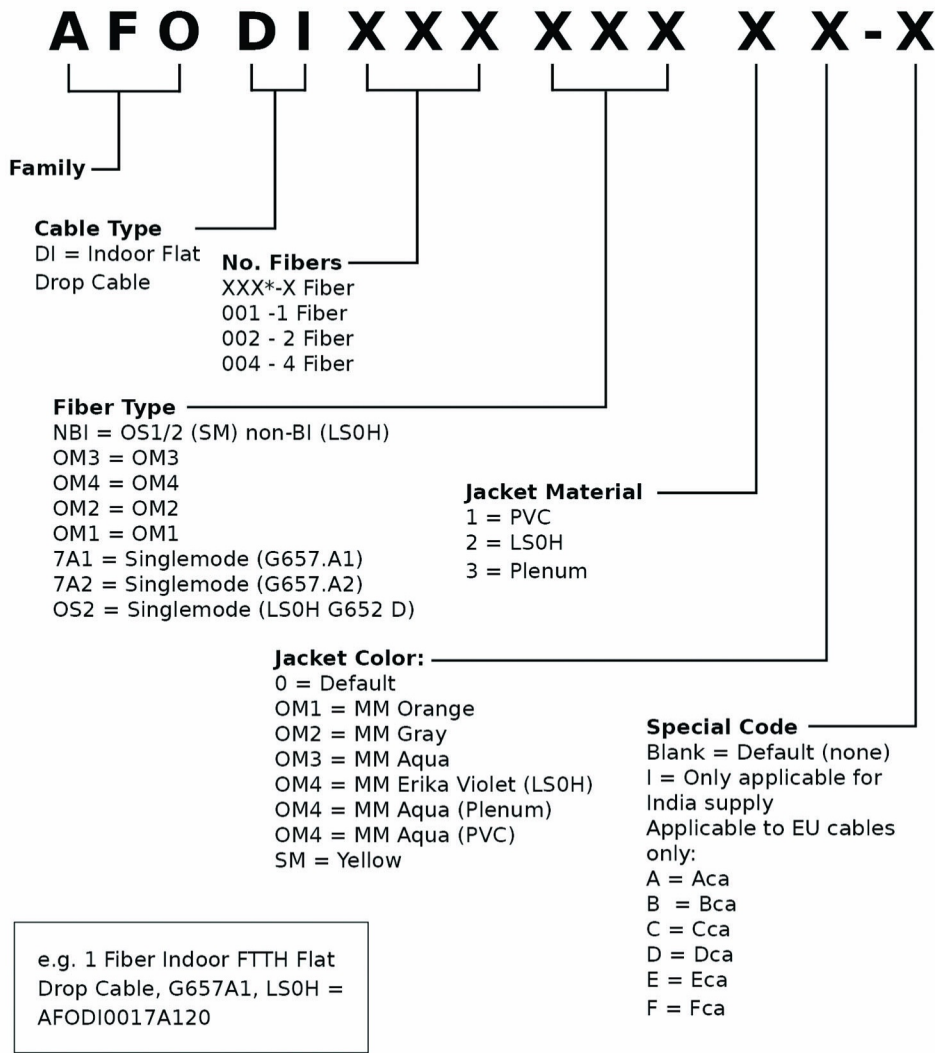 A F O D I X X X X X X X X - X
Family
Cable Type
DI = Indoor Flat
Drop Cable
No. Fibers
XXX*-X Fiber
001 -1 Fiber
002 - 2 Fiber
004 - 4 Fiber
Fiber Type
NBI = OS1/2 (SM) non-BI (LS0H)
OM3 = OM3
OM4 = OM4
OM2 = OM2
OM1 = OM1
7A1 = Singlemode (G657.A1)
7A2 = Singlemode (G657.A2)
OS2 = Singlemode (LS0H G652 D)
Jacket Material
1 = PVC
2 = LS0H
3 = Plenum
Jacket Color:
0 = Default
OM1 = MM Orange
OM2 = MM Gray
OM3 = MM Aqua
OM4 = MM Erika Violet (LS0H)
OM4 = MM Aqua (Plenum)
OM4 = MM Aqua (PVC)
SM = Yellow
Special Code
Blank = Default (none)
I = Only applicable for
India supply
Applicable to EU cables
only:
A = Aca
B  = Bca
C = Cca
D = Dca
E = Eca
F = Fca
e.g. 1 Fiber Indoor FTTH Flat
Drop Cable, G657A1, LS0H =
AFODI0017A120